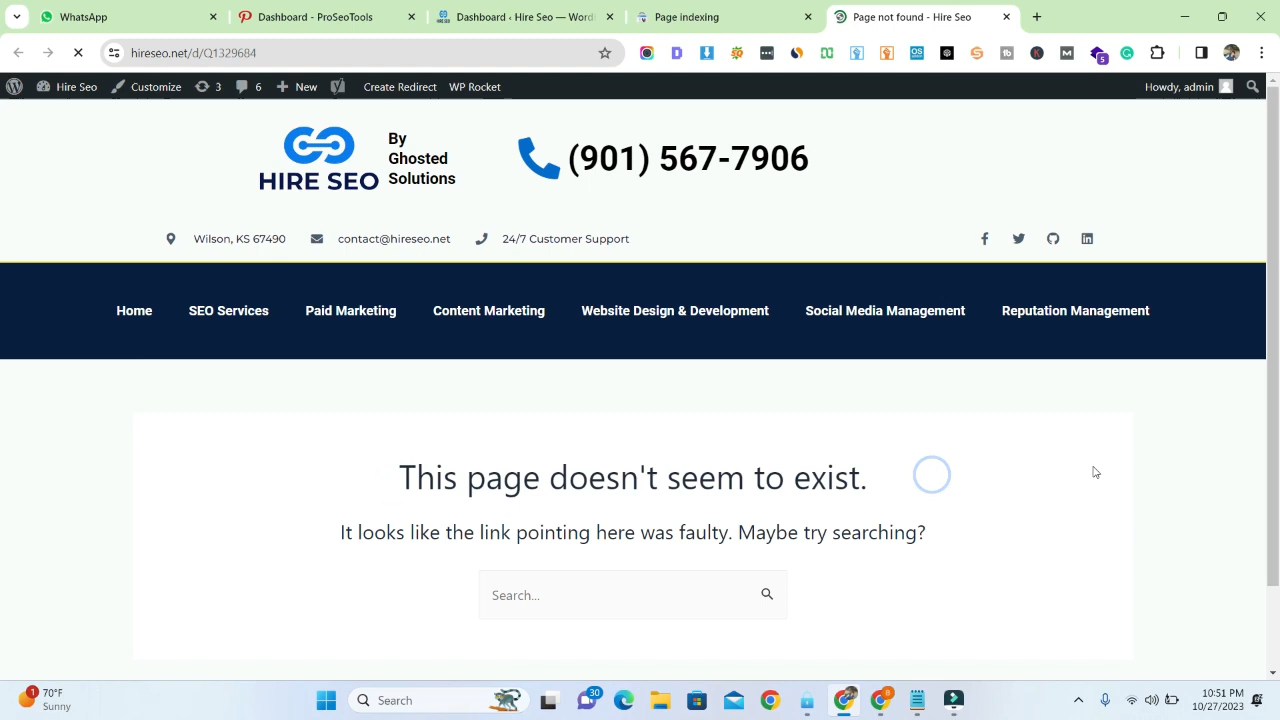 WhatsApp
Dashboard - ProSeoTools
Dashboard ‹ Hire Seo — Wordl
Page indexing
Page not found - Hire Seo
hireseo.net/d/Q1329684
Hire Seo
Customize
3
6
New
Create Redirect
WP Rocket
Howdy, admin
HIRE SEO
By
Ghosted
Solutions
(901) 567-7906
Wilson, KS 67490
contact@hireseo.net
24/7 Customer Support
Home
SEO Services
Paid Marketing
Content Marketing
Website Design & Development
Social Media Management
Reputation Management
This page doesn't seem to exist.
It looks like the link pointing here was faulty. Maybe try searching?
Search...
1
70°F
Sunny
Search
30
8
10:51 PM
10/27/2023